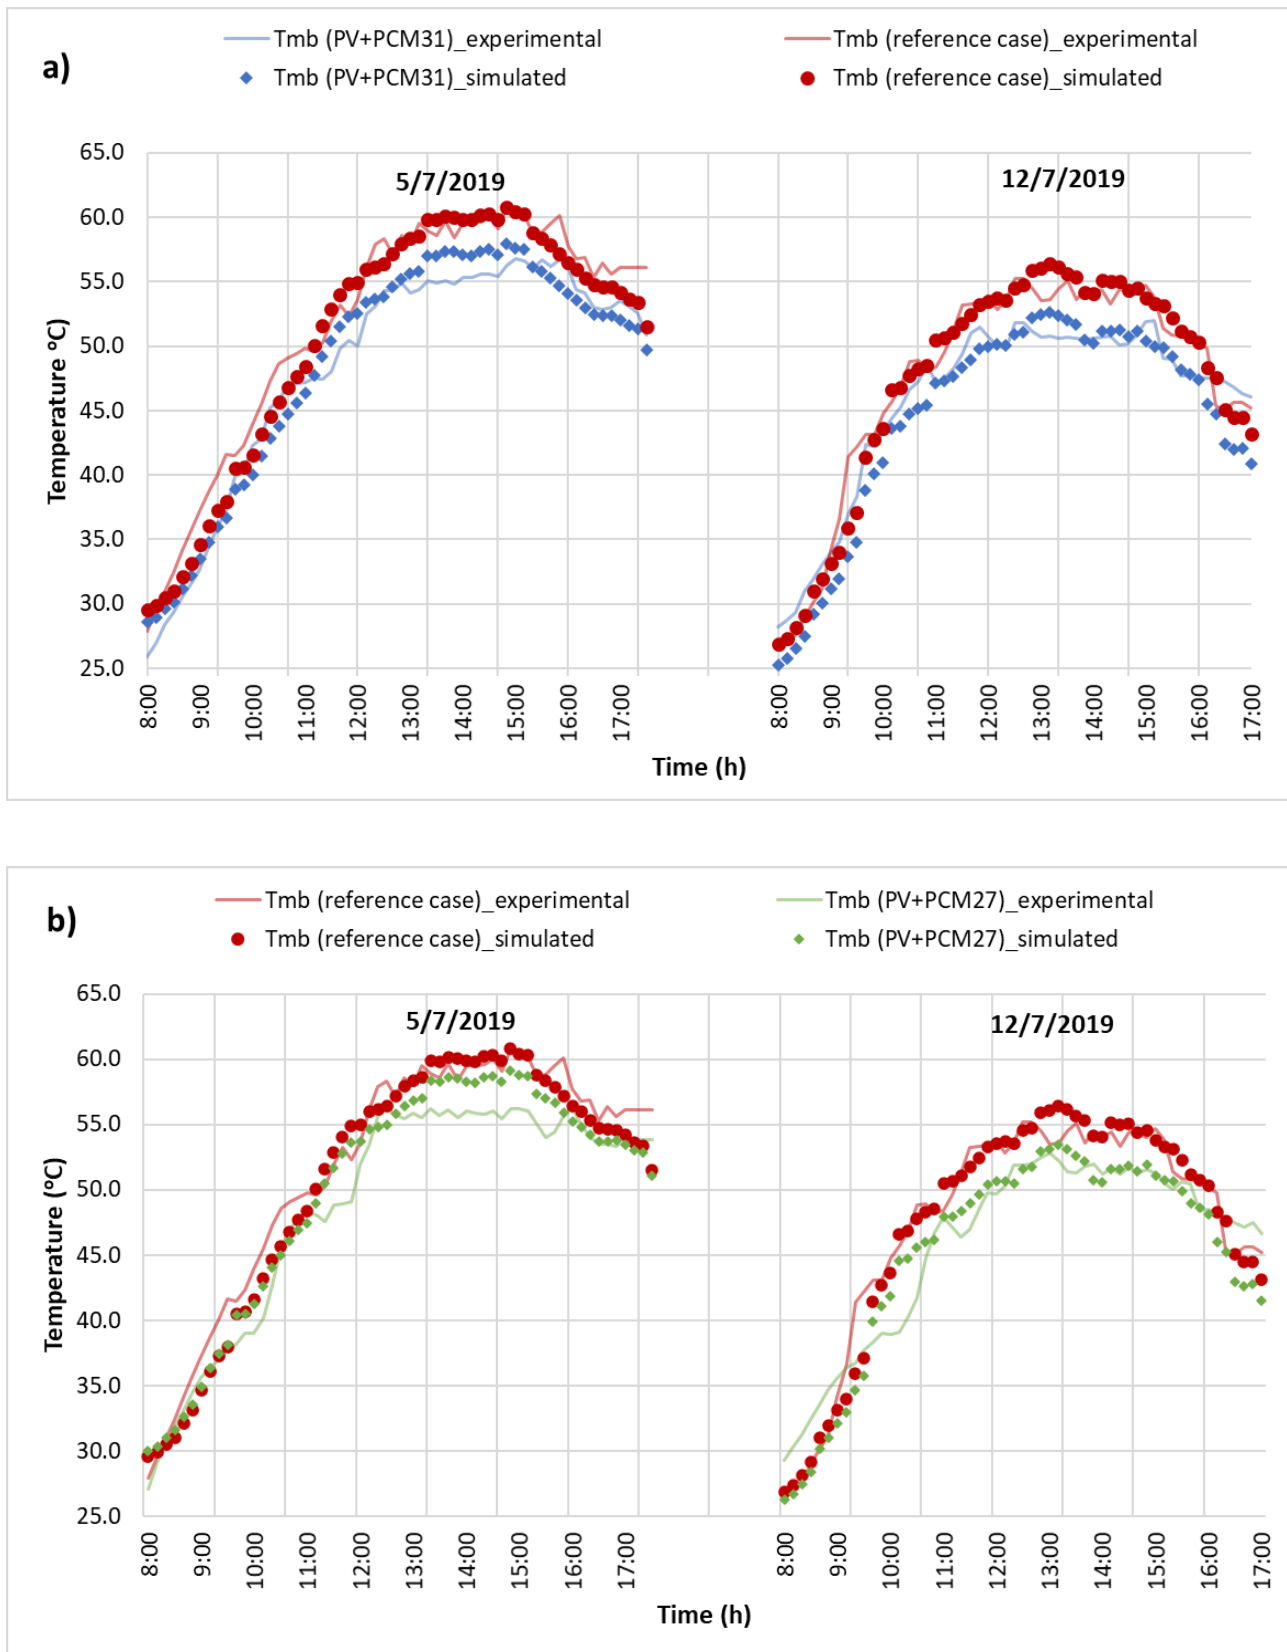 a)
Tmb (PV+PCM31)_experimental Tmb (reference case)_experimental
Tmb (PV+PCM31)_simulated Tmb (reference case)_simulated
5/7/2019 12/7/2019
65.0
60.0
55.0
50.0
45.0
40.0
35.0
30.0
25.0
Temperature °C
8:00 9:00 10:00 11:00 12:00 13:00 14:00 15:00 16:00 17:00 8:00 9:00 10:00 11:00 12:00 13:00 14:00 15:00 16:00 17:00
Time (h)
b)
Tmb (reference case)_experimental Tmb (PV+PCM27)_experimental
Tmb (reference case)_simulated Tmb (PV+PCM27)_simulated
5/7/2019 12/7/2019
65.0
60.0
55.0
50.0
45.0
40.0
35.0
30.0
25.0
Temperature (°C)
8:00 9:00 10:00 11:00 12:00 13:00 14:00 15:00 16:00 17:00 8:00 9:00 10:00 11:00 12:00 13:00 14:00 15:00 16:00 17:00
Time (h)